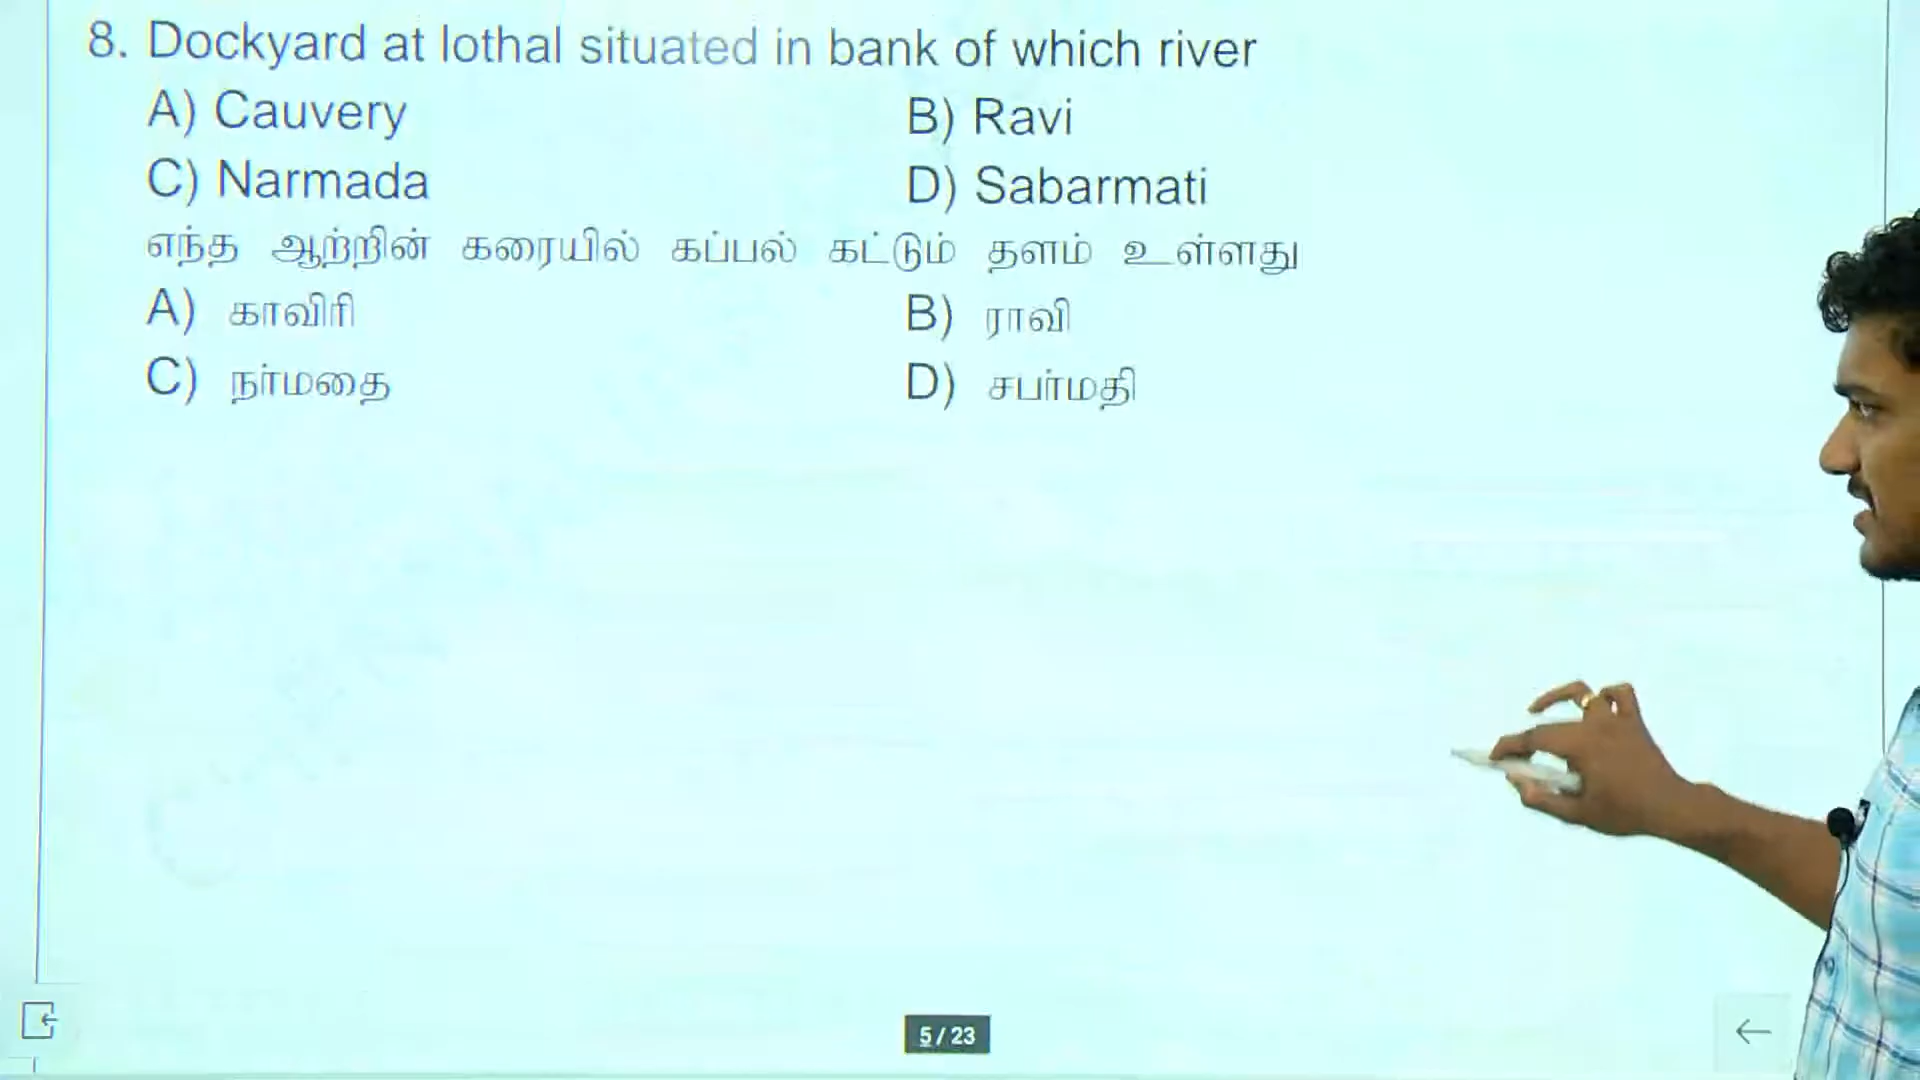 8. Dockyard at lothal situated in bank of which river
A) Cauvery B) Ravi
C) Narmada D) Sabarmati
எந்த ஆற்றின் கரையில் கப்பல் கட்டும் தளம் உள்ளது
A) காவிரி B) ராவி
C) நர்மதை D) சபர்மதி
5 / 23